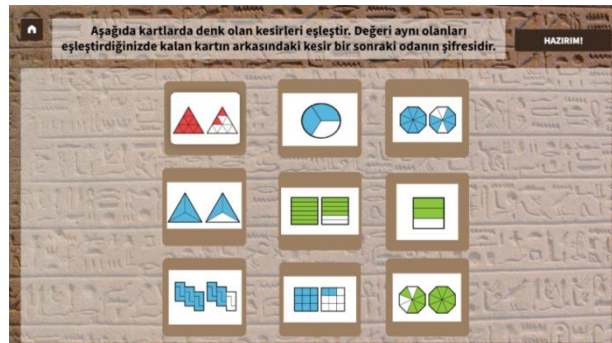 Aşağıda kartlarda denk olan kesirleri eşleştir. Değeri aynı olanları
eşleştirdiğinizde kalan kartın arkasındaki kesir bir sonraki odanın şifresidir.
HAZIRIM!